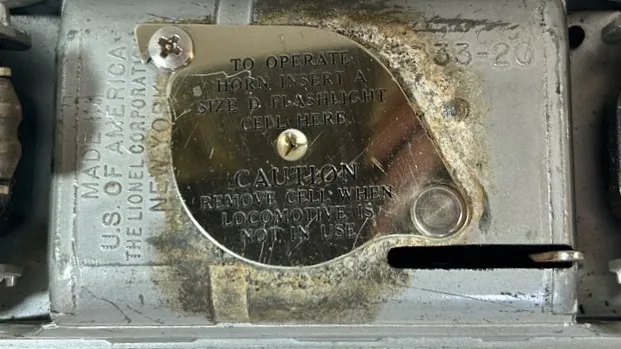 MADE IN
U.S. OF AMERICA
THE LIONEL CORPORATION
NEW YORK
TO OPERATE
HORN, INSERT A
SIZE D FLASHLIGHT
CELL HERE.
CAUTION
REMOVE CELL WHEN
LOCOMOTIVE IS
NOT IN USE
33-20